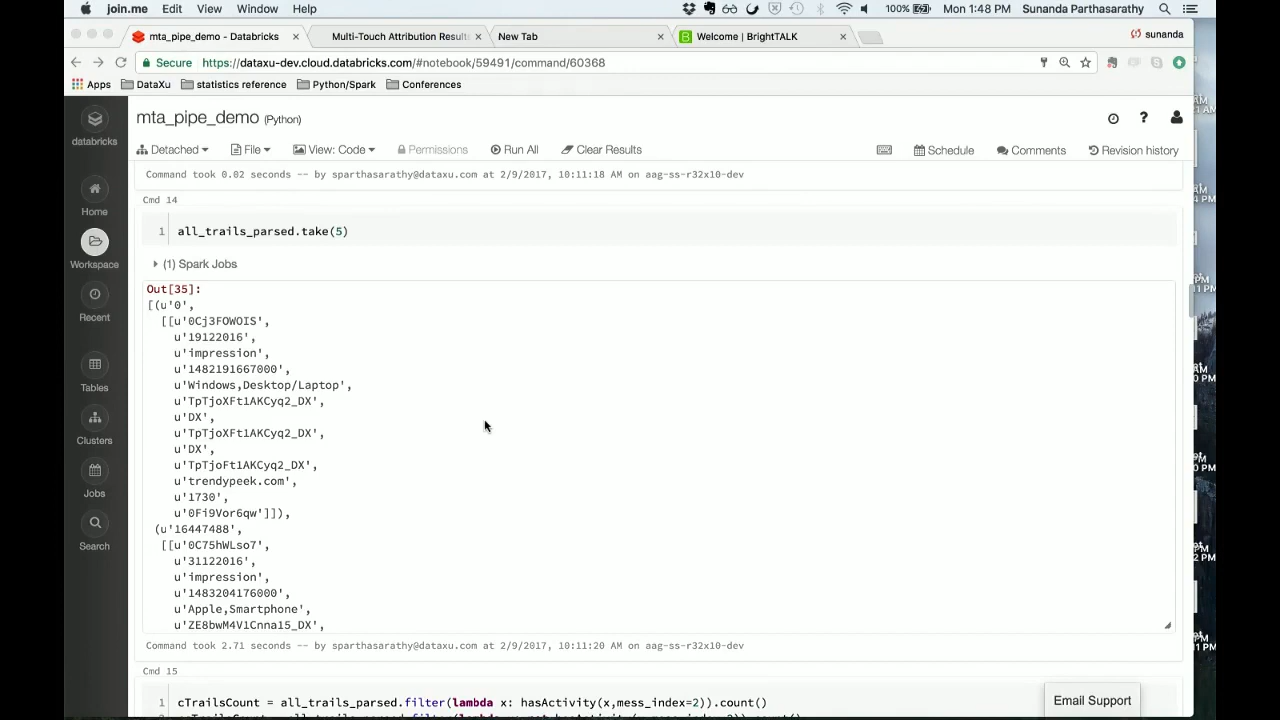 join.me Edit View Window Help 100% Mon 1:48 PM Sunanda Parthasarathy
mta_pipe_demo - Databricks Multi-Touch Attribution Result New Tab Welcome | BrightTALK sunanda
Secure https://dataxu-dev.cloud.databricks.com/#notebook/59491/command/60368
Apps DataXu statistics reference Python/Spark Conferences
databricks
Home
Workspace
Recent
Tables
Clusters
Jobs
Search
mta_pipe_demo (Python)
Detached File View: Code Permissions Run All Clear Results Schedule Comments Revision history
Command took 0.02 seconds -- by sparthasarathy@dataxu.com at 2/9/2017, 10:11:18 AM on aag-ss-r32x10-dev
Cmd 14
1 all_trails_parsed.take(5)
(1) Spark Jobs
Out[35]:
[(u'0',
[[u'0Cj3FOWOIS',
u'19122016',
u'impression',
u'1482191667000',
u'Windows,Desktop/Laptop',
u'TpTjoXFt1AKCyq2_DX',
u'DX',
u'TpTjoXFt1AKCyq2_DX',
u'DX',
u'TpTjoFt1AKCyq2_DX',
u'trendypeek.com',
u'1730',
u'0Fi9Vor6qw']]),
(u'16447488',
[[u'0C75hWLso7',
u'31122016',
u'impression',
u'1483204176000',
u'Apple,Smartphone',
u'ZE8bwM4V1Cnna15_DX',
Command took 2.71 seconds -- by sparthasarathy@dataxu.com at 2/9/2017, 10:11:20 AM on aag-ss-r32x10-dev
Cmd 15
1 cTrailsCount = all_trails_parsed.filter(lambda x: hasActivity(x,mess_index=2)).count()
Email Support